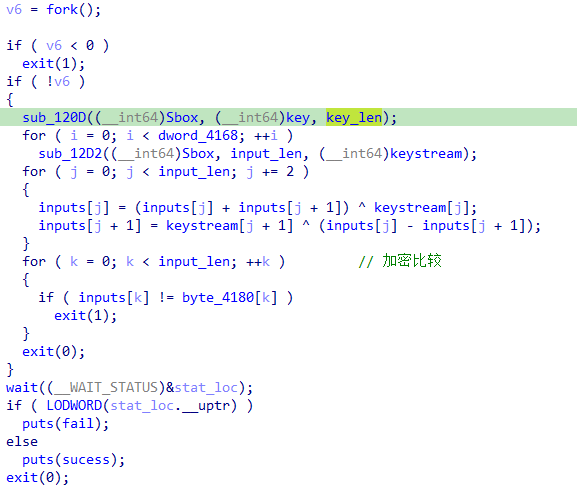 v6 = fork();
if ( v6 < 0 )
exit(1);
if ( !v6 )
{
sub_120D((__int64)Sbox, (__int64)key, key_len);
for ( i = 0; i < dword_4168; ++i )
sub_12D2((__int64)Sbox, input_len, (__int64)keystream);
for ( j = 0; j < input_len; j += 2 )
{
inputs[j] = (inputs[j] + inputs[j + 1]) ^ keystream[j];
inputs[j + 1] = keystream[j + 1] ^ (inputs[j] - inputs[j + 1]);
}
for ( k = 0; k < input_len; ++k ) // 加密比较
{
if ( inputs[k] != byte_4180[k] )
exit(1);
}
exit(0);
}
wait((__WAIT_STATUS)&stat_loc);
if ( LODWORD(stat_loc.__uptr) )
puts(fail);
else
puts(sucess);
exit(0);